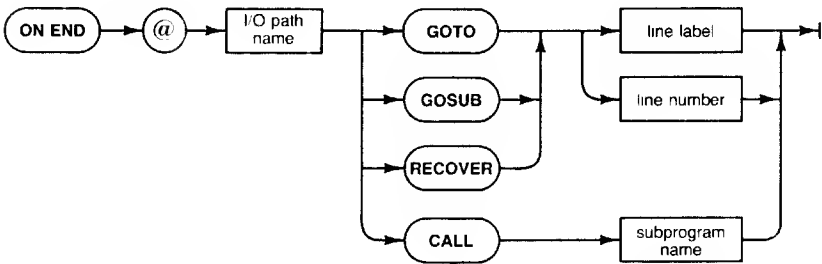 ON END
@
I/O path
name
GOTO
line label
GOSUB
line number
RECOVER
CALL
subprogram
name